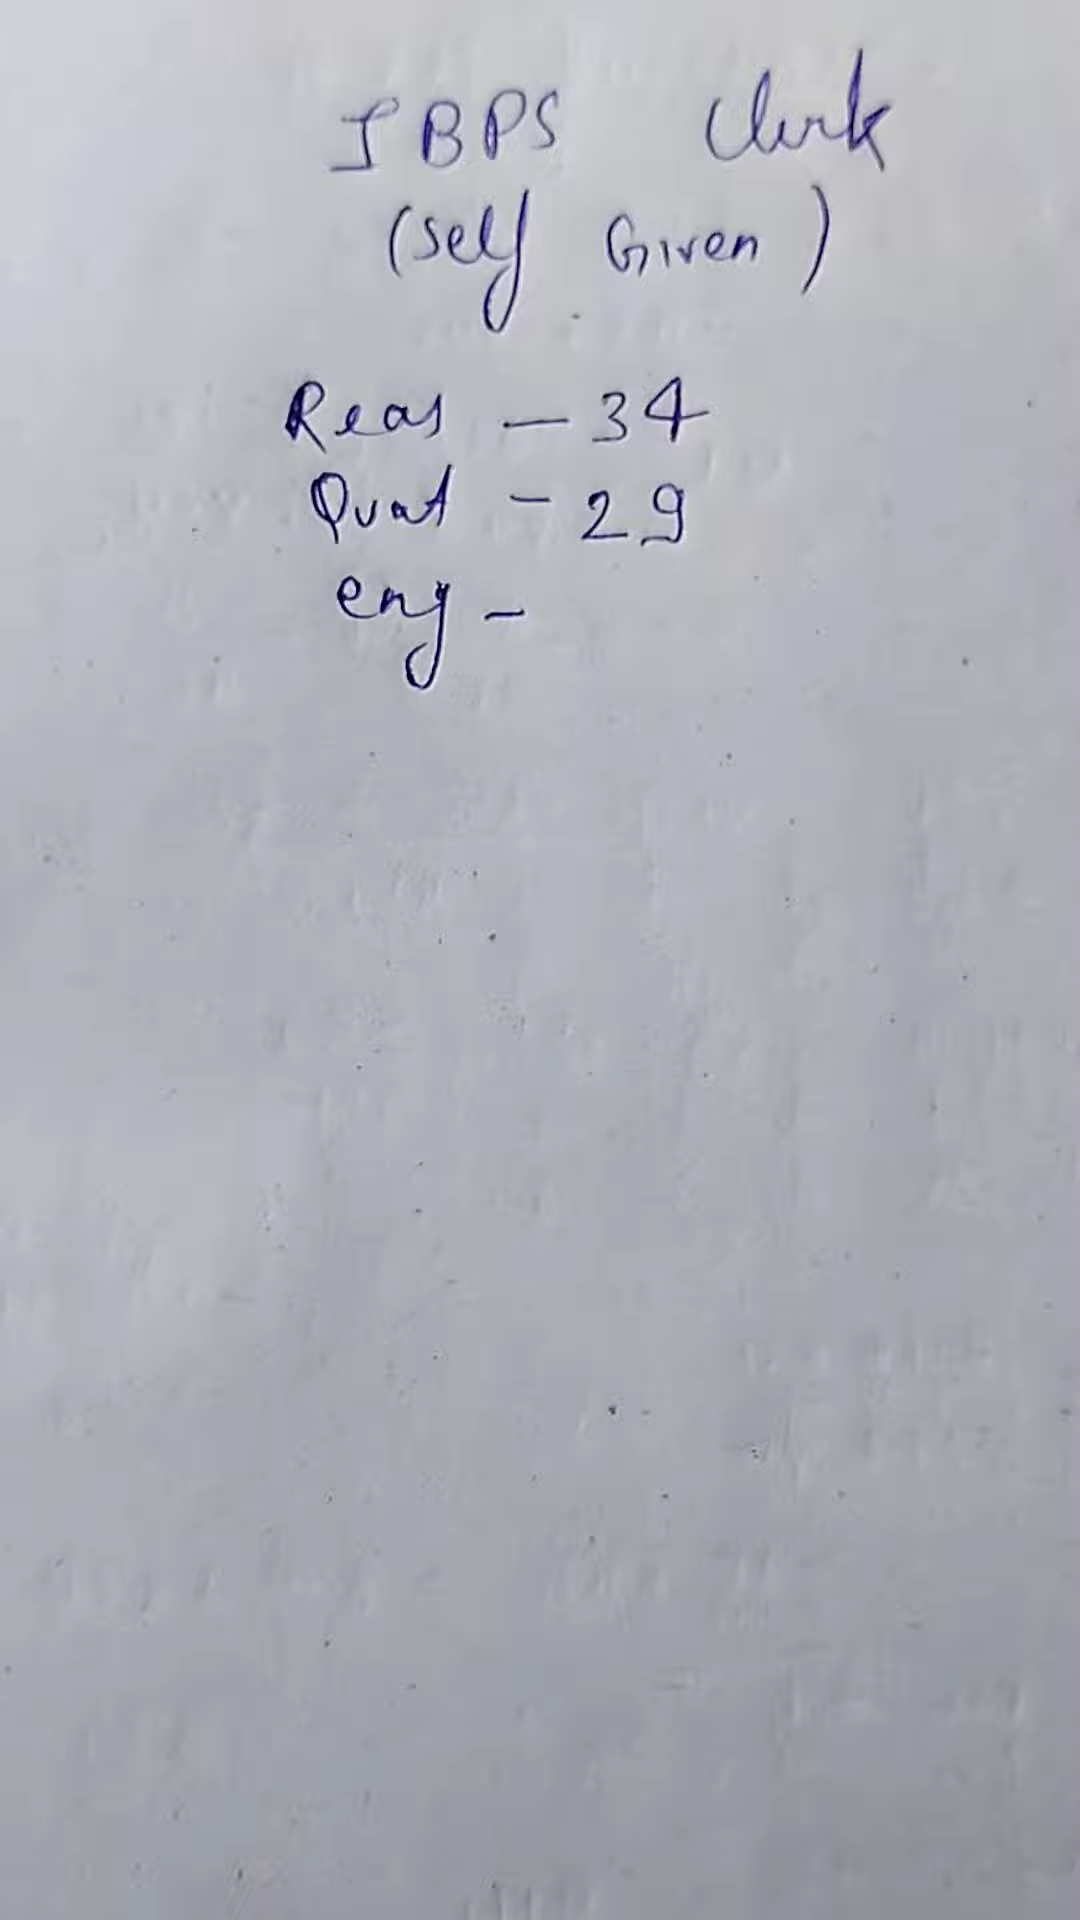 IBPS Clerk
(Self Given)
Reas - 34
Quat - 29
eng -